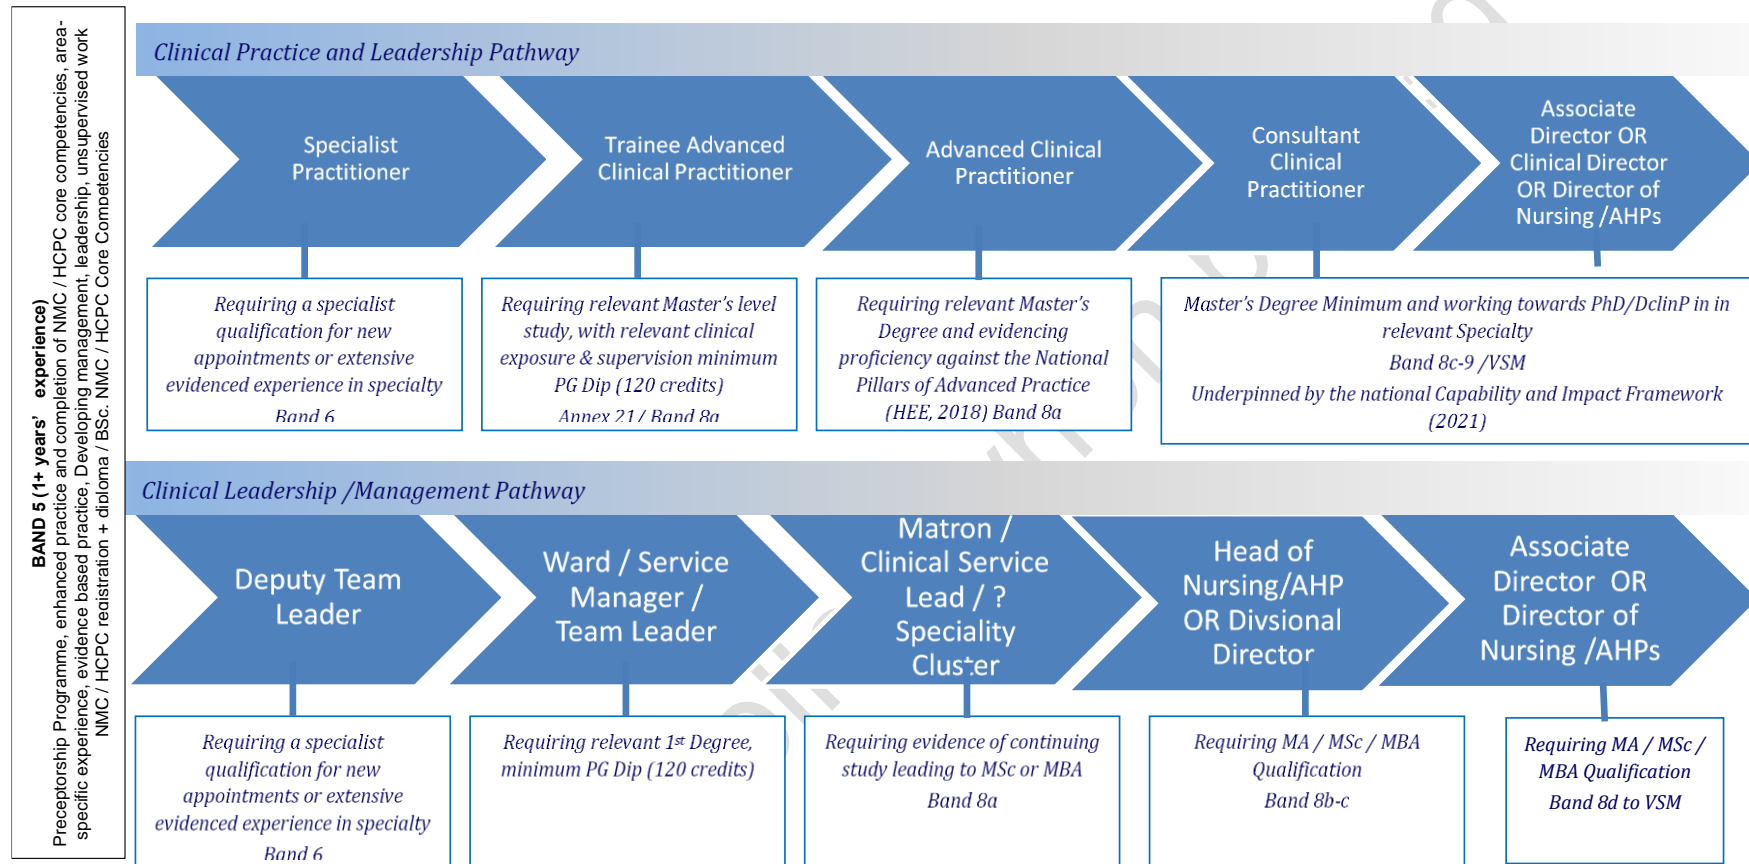 BAND 5 (1+ years’ experience)
Preceptorship Programme, enhanced practice and completion of NMC / HCPC core competencies, area-
specific experience, evidence based practice, Developing management, leadership, unsupervised work
NMC / HCPC registration + diploma / BSc. NMC / HCPC Core Competencies
Clinical Practice and Leadership Pathway
Specialist
Practitioner
Trainee Advanced
Clinical Practitioner
Advanced Clinical
Practitioner
Consultant
Clinical
Practitioner
Associate
Director OR
Clinical Director
OR Director of
Nursing /AHPs
Requiring a specialist
qualification for new
appointments or extensive
evidenced experience in specialty
Band 6
Requiring relevant Master’s level
study, with relevant clinical
exposure & supervision minimum
PG Dip (120 credits)
Annex 21/ Band 8a
Requiring relevant Master’s
Degree and evidencing
proficiency against the National
Pillars of Advanced Practice
(HEE, 2018) Band 8a
Master’s Degree Minimum and working towards PhD/DclinP in in
relevant Specialty
Band 8c-9 /VSM
Underpinned by the national Capability and Impact Framework
(2021)
Clinical Leadership /Management Pathway
Deputy Team
Leader
Ward / Service
Manager /
Team Leader
Matron /
Clinical Service
Lead / ?
Speciality
Cluster
Head of
Nursing/AHP
OR Divsional
Director
Associate
Director OR
Director of
Nursing /AHPs
Requiring a specialist
qualification for new
appointments or extensive
evidenced experience in specialty
Band 6
Requiring relevant 1st Degree,
minimum PG Dip (120 credits)
Requiring evidence of continuing
study leading to MSc or MBA
Band 8a
Requiring MA / MSc / MBA
Qualification
Band 8b-c
Requiring MA / MSc /
MBA Qualification
Band 8d to VSM